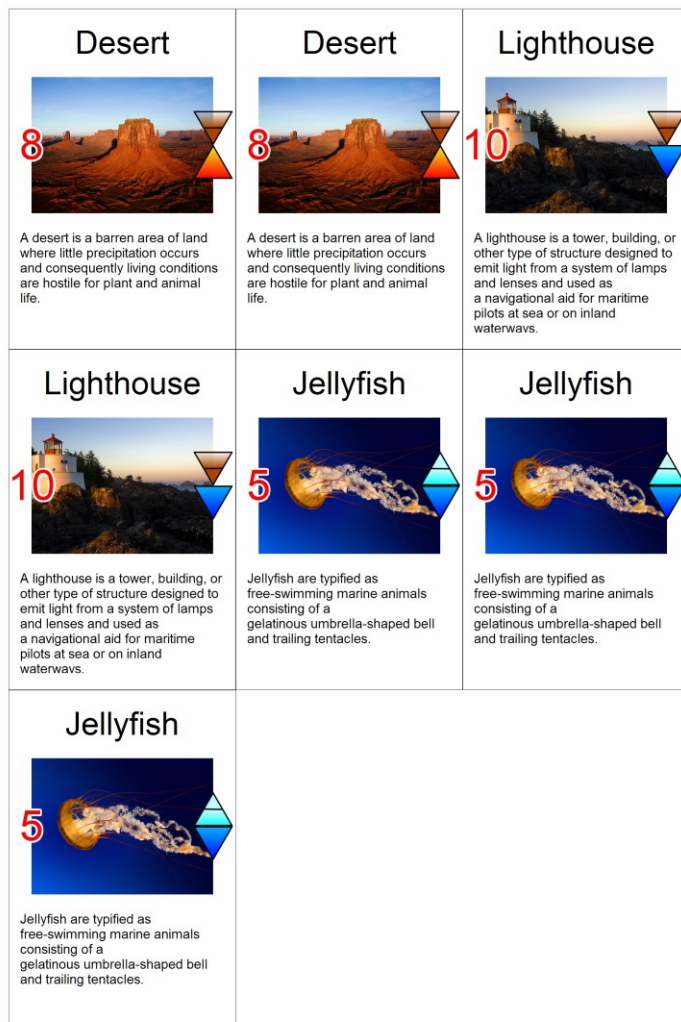 Desert
8
A desert is a barren area of land
where little precipitation occurs
and consequently living conditions
are hostile for plant and animal
life.
Desert
8
A desert is a barren area of land
where little precipitation occurs
and consequently living conditions
are hostile for plant and animal
life.
Lighthouse
10
A lighthouse is a tower, building, or
other type of structure designed to
emit light from a system of lamps
and lenses and used as
a navigational aid for maritime
pilots at sea or on inland
waterways.
Lighthouse
10
A lighthouse is a tower, building, or
other type of structure designed to
emit light from a system of lamps
and lenses and used as
a navigational aid for maritime
pilots at sea or on inland
waterways.
Jellyfish
5
Jellyfish are typified as
free-swimming marine animals
consisting of a
gelatinous umbrella-shaped bell
and trailing tentacles.
Jellyfish
5
Jellyfish are typified as
free-swimming marine animals
consisting of a
gelatinous umbrella-shaped bell
and trailing tentacles.
Jellyfish
5
Jellyfish are typified as
free-swimming marine animals
consisting of a
gelatinous umbrella-shaped bell
and trailing tentacles.